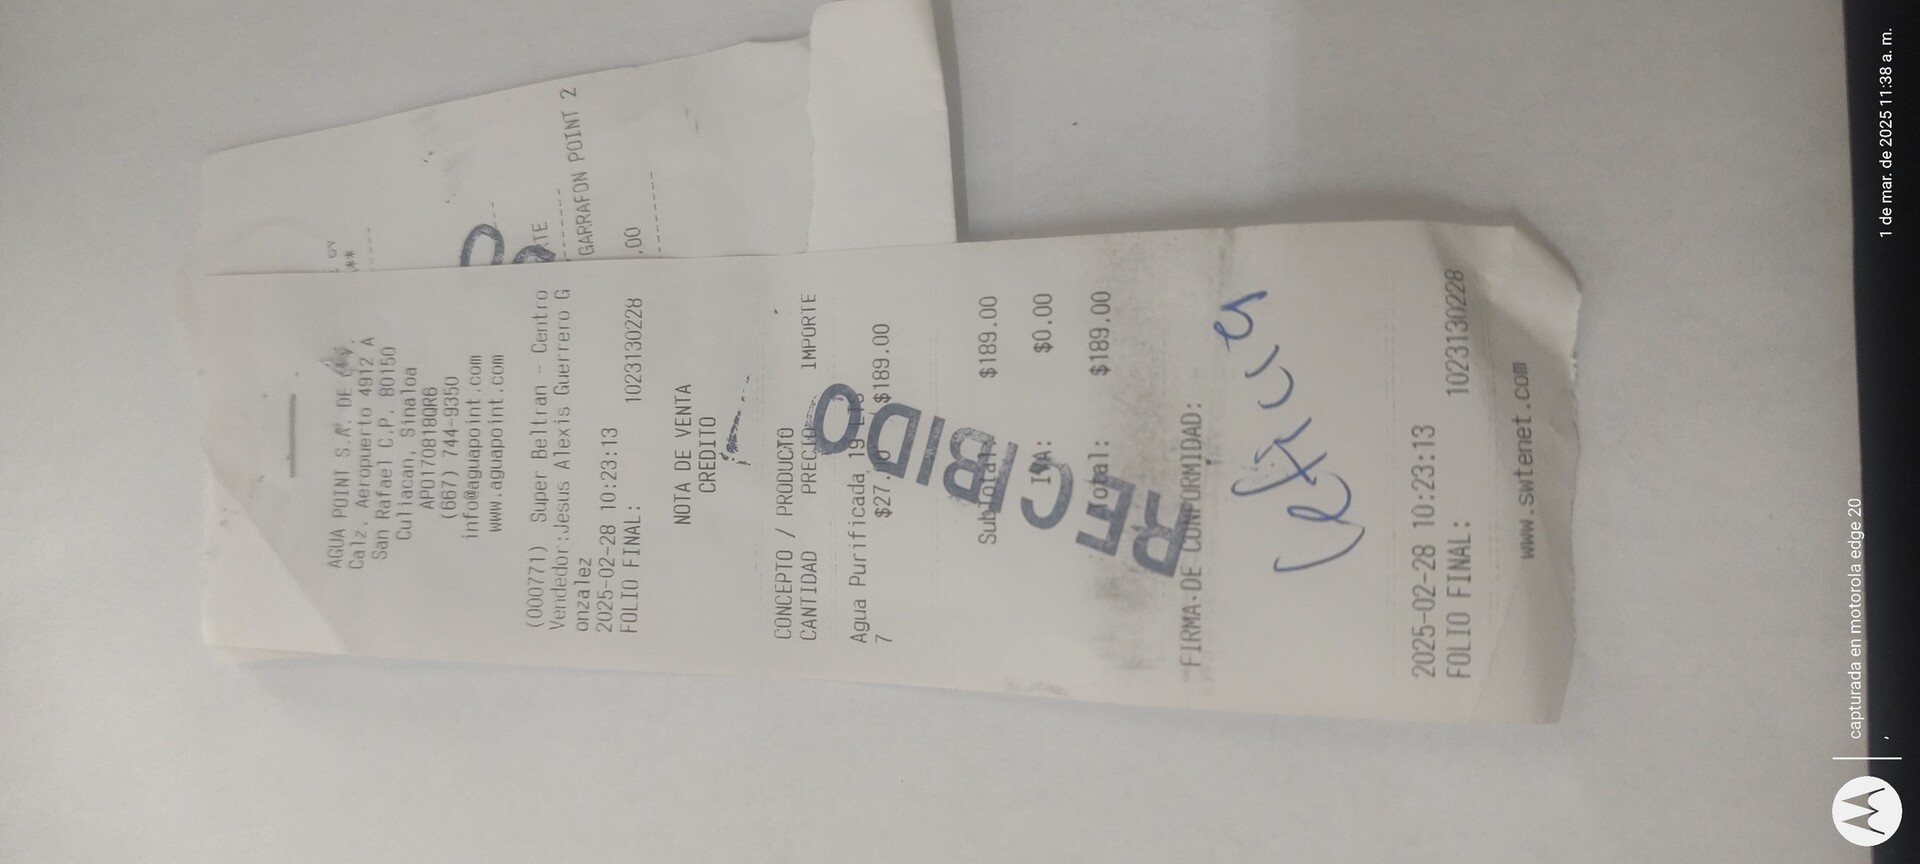 AGUA POINT S.A. DE
Calz. Aeropuerto 4912 A
San Rafael C.P. 80150
Culiacan, Sinaloa
APO170818QR6
(667) 744-9350
info@aguapoint.com
www.aguapoint.com
(000771) Super Beltran - Centro
Vendedor:Jesus Alexis Guerrero G
onzalez
2025-02-28 10:23:13
FOLIO FINAL: 1023130228
NOTA DE VENTA
CREDITO
CONCEPTO / PRODUCTO
CANTIDAD PRECIO IMPORTE
Agua Purificada 19 LTS
7 $27. $189.00
SubTotal: $189.00
IVA: $0.00
Total: $189.00
RECIBIDO
FIRMA DE CONFORMIDAD:
2025-02-28 10:23:13
FOLIO FINAL: 1023130228
www.swtenet.com
**
RTE
GARRAFON POINT 2
.00
capturada en motorola edge 20
,
1 de mar. de 2025 11:38 a. m.